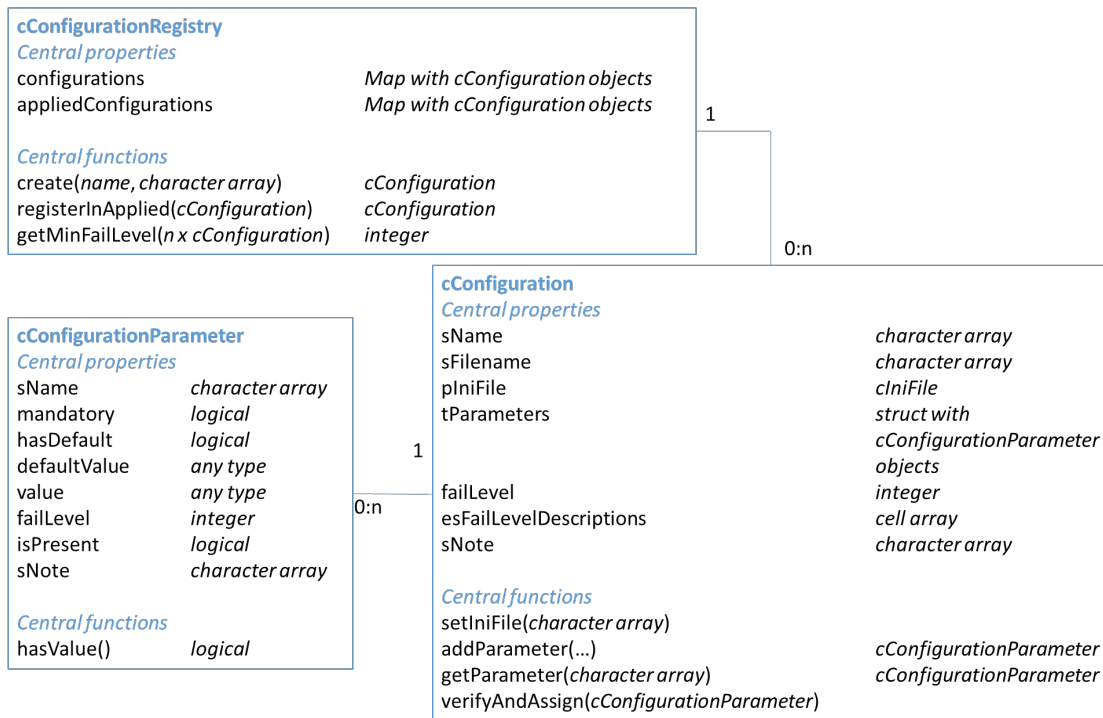 cConfigurationRegistry
Central properties
configurations Map with cConfiguration objects
appliedConfigurations Map with cConfiguration objects
Central functions
create(name, character array) cConfiguration
registerInApplied(cConfiguration) cConfiguration
getMinFailLevel(n x cConfiguration) integer
1
0:n
cConfigurationParameter
Central properties
sName character array
mandatory logical
hasDefault logical
defaultValue any type
value any type
failLevel integer
isPresent logical
sNote character array
Central functions
hasValue() logical
1
0:n
cConfiguration
Central properties
sName character array
sFilename character array
pIniFile cIniFile
tParameters struct with
cConfigurationParameter
objects
failLevel integer
esFailLevelDescriptions cell array
sNote character array
Central functions
setIniFile(character array)
addParameter(...) cConfigurationParameter
getParameter(character array) cConfigurationParameter
verifyAndAssign(cConfigurationParameter)